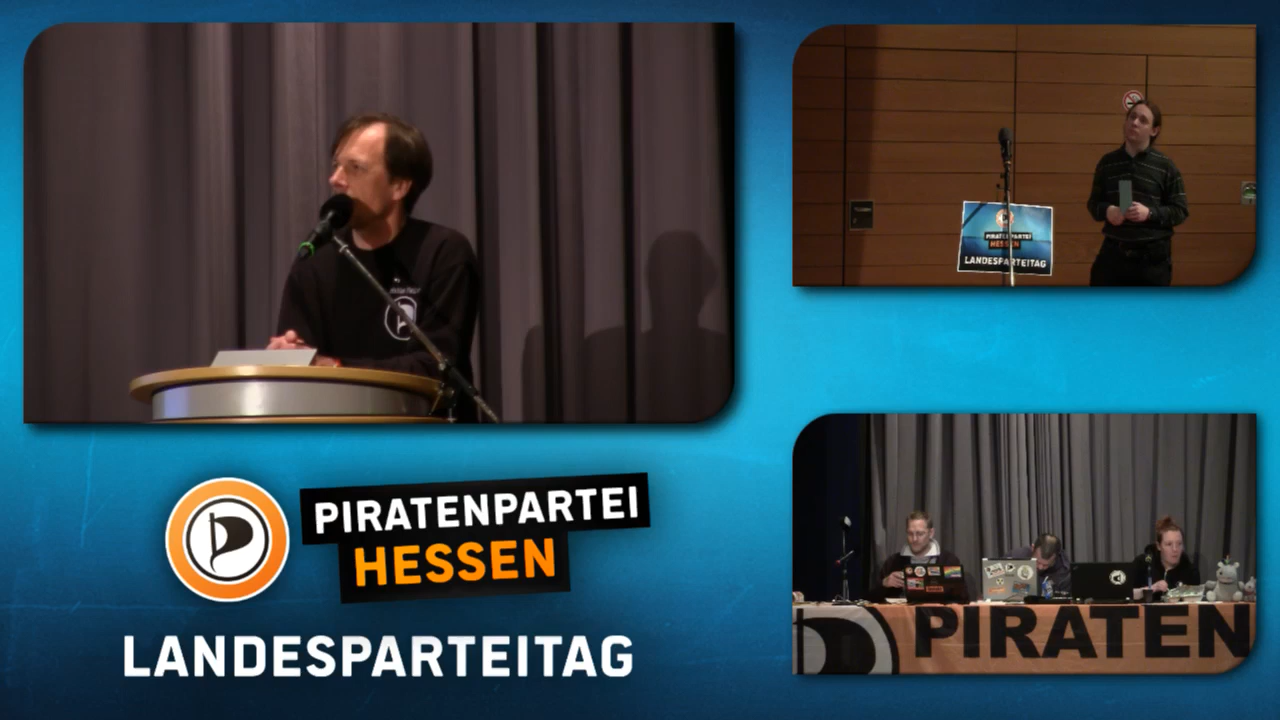 PIRATENPARTEI
HESSEN
LANDESPARTEITAG
PIRATENPARTEI
HESSEN
LANDESPARTEITAG
PIRATEN